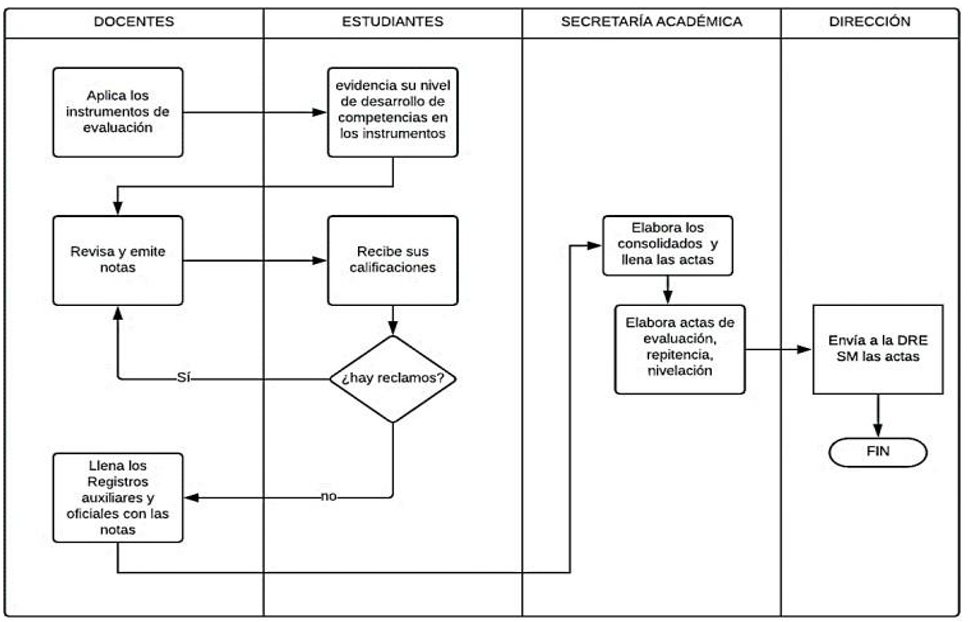 DOCENTES
ESTUDIANTES
SECRETARÍA ACADÉMICA
DIRECCIÓN
Aplica los
instrumentos de
evaluación
evidencia su nivel
de desarrollo de
competencias en
los instrumentos
Revisa y emite
notas
Recibe sus
calificaciones
Elabora los
consolidados y
llena las actas
Elabora actas de
evaluación,
repitencia,
nivelación
Envía a la DRE
SM las actas
Sí
¿hay reclamos?
FIN
Llena los
Registros
auxiliares y
oficiales con las
notas
no